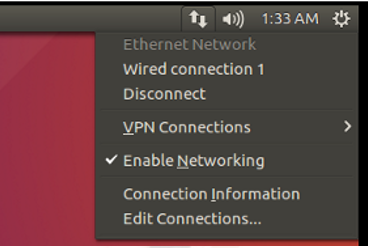 1:33 AM
Ethernet Network
Wired connection 1
Disconnect
VPN Connections
Enable Networking
Connection Information
Edit Connections...